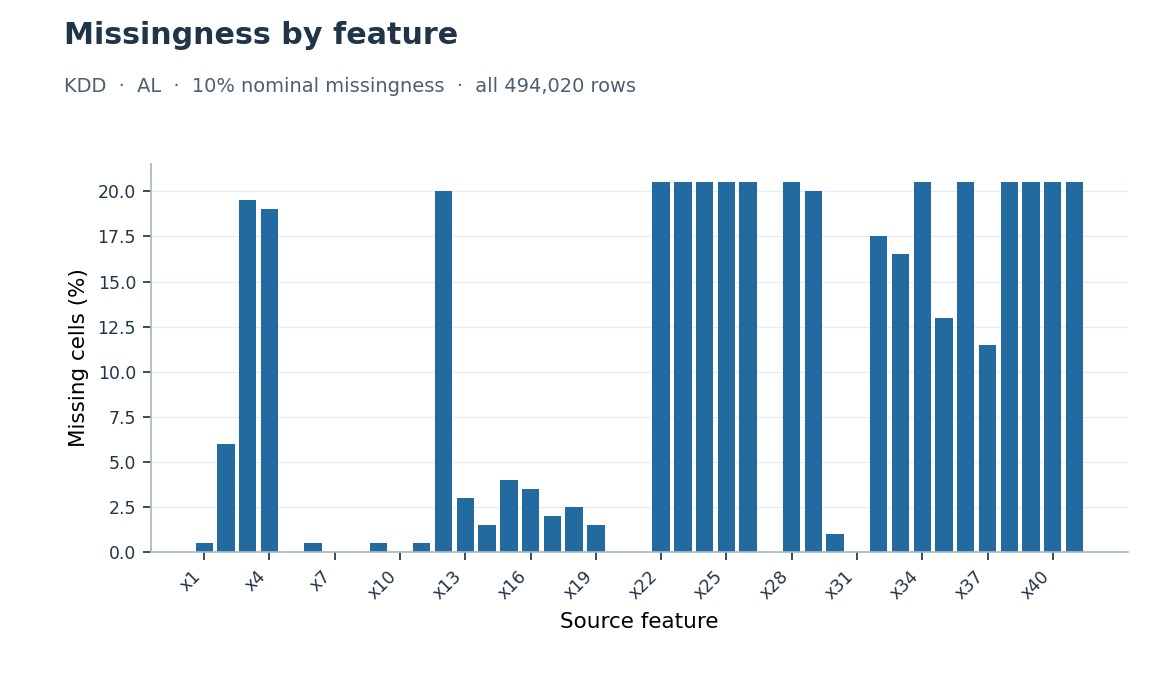 Missingness by feature
KDD · AL · 10% nominal missingness · all 494,020 rows
Missing cells (%)
20.0
17.5
15.0
12.5
10.0
7.5
5.0
2.5
0.0
x1 x4 x7 x10 x13 x16 x19 x22 x25 x28 x31 x34 x37 x40
Source feature